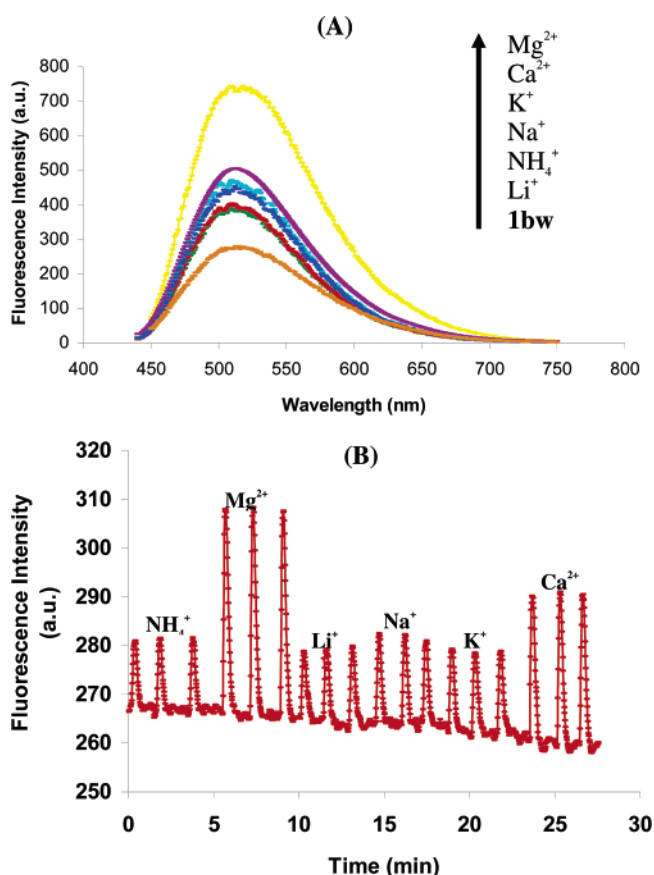 (A)
Fluorescence Intensity (a.u.)
800
700
600
500
400
300
200
100
0
400 450 500 550 600 650 700 750 800
Wavelength (nm)
Mg²⁺
Ca²⁺
K⁺
Na⁺
NH₄⁺
Li⁺
1bw
(B)
Fluorescence Intensity
(a.u.)
320
310
300
290
280
270
260
250
NH₄⁺
Mg²⁺
Li⁺
Na⁺
K⁺
Ca²⁺
0 5 10 15 20 25 30
Time (min)